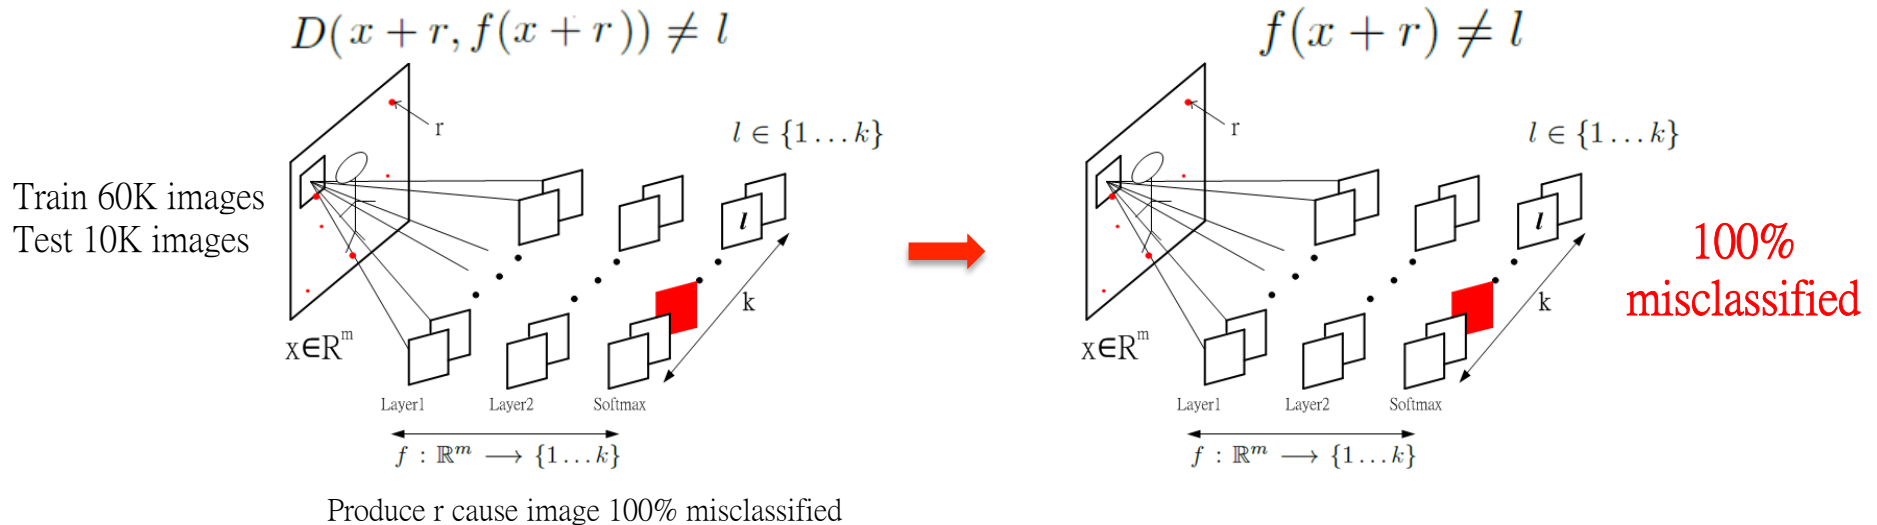 D(x + r, f(x + r)) ≠ l
r
l ∈ {1 … k}
Train 60K images
Test 10K images
l
k
x∈R^m
Layer1 Layer2 Softmax
f : ℝ^m ⟶ {1 … k}
Produce r cause image 100% misclassified
f(x + r) ≠ l
r
l ∈ {1 … k}
l
k
x∈R^m
Layer1 Layer2 Softmax
f : ℝ^m ⟶ {1 … k}
100%
misclassified